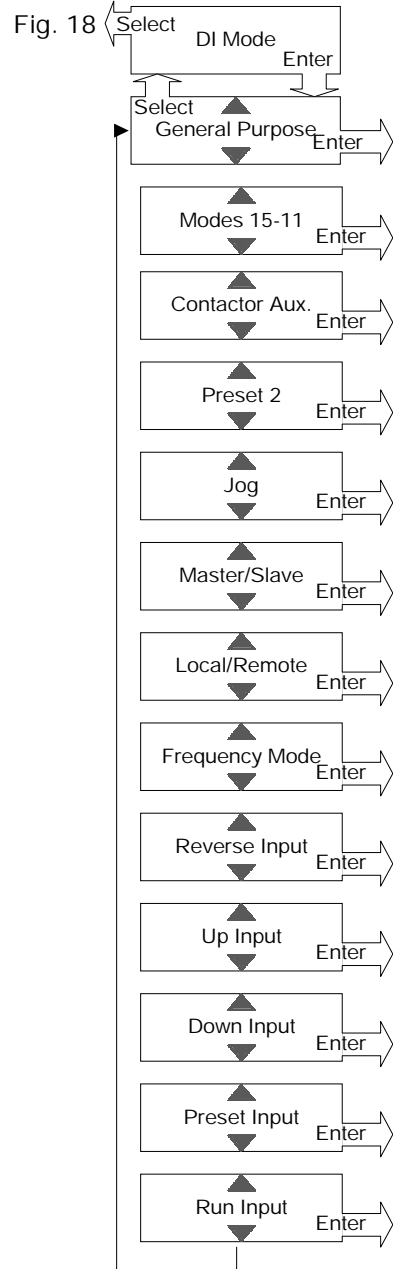 Fig. 18
Select
DI Mode
Enter
Select
General Purpose
Enter
Modes 15-11
Enter
Contactor Aux.
Enter
Preset 2
Enter
Jog
Enter
Master/Slave
Enter
Local/Remote
Enter
Frequency Mode
Enter
Reverse Input
Enter
Up Input
Enter
Down Input
Enter
Preset Input
Enter
Run Input
Enter